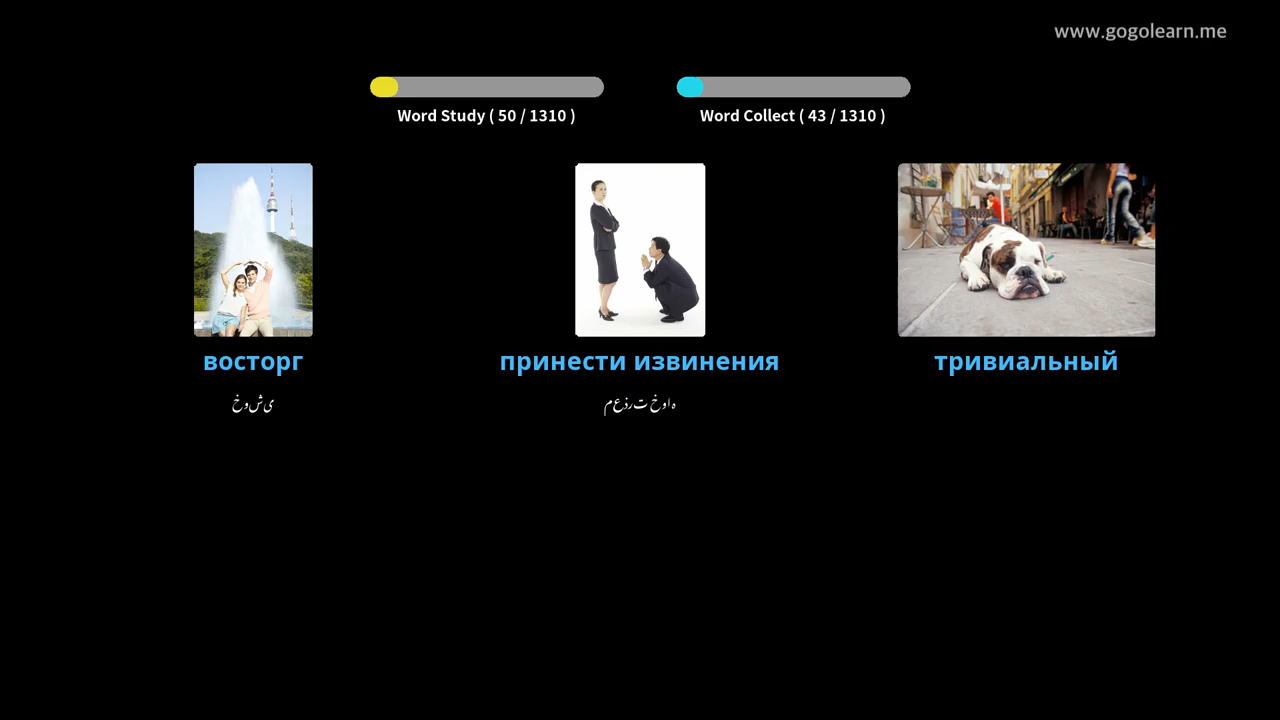 www.gogolearn.me
Word Study ( 50 / 1310 )
Word Collect ( 43 / 1310 )
восторг
принести извинения
тривиальный
خوشی
معذرت خواه